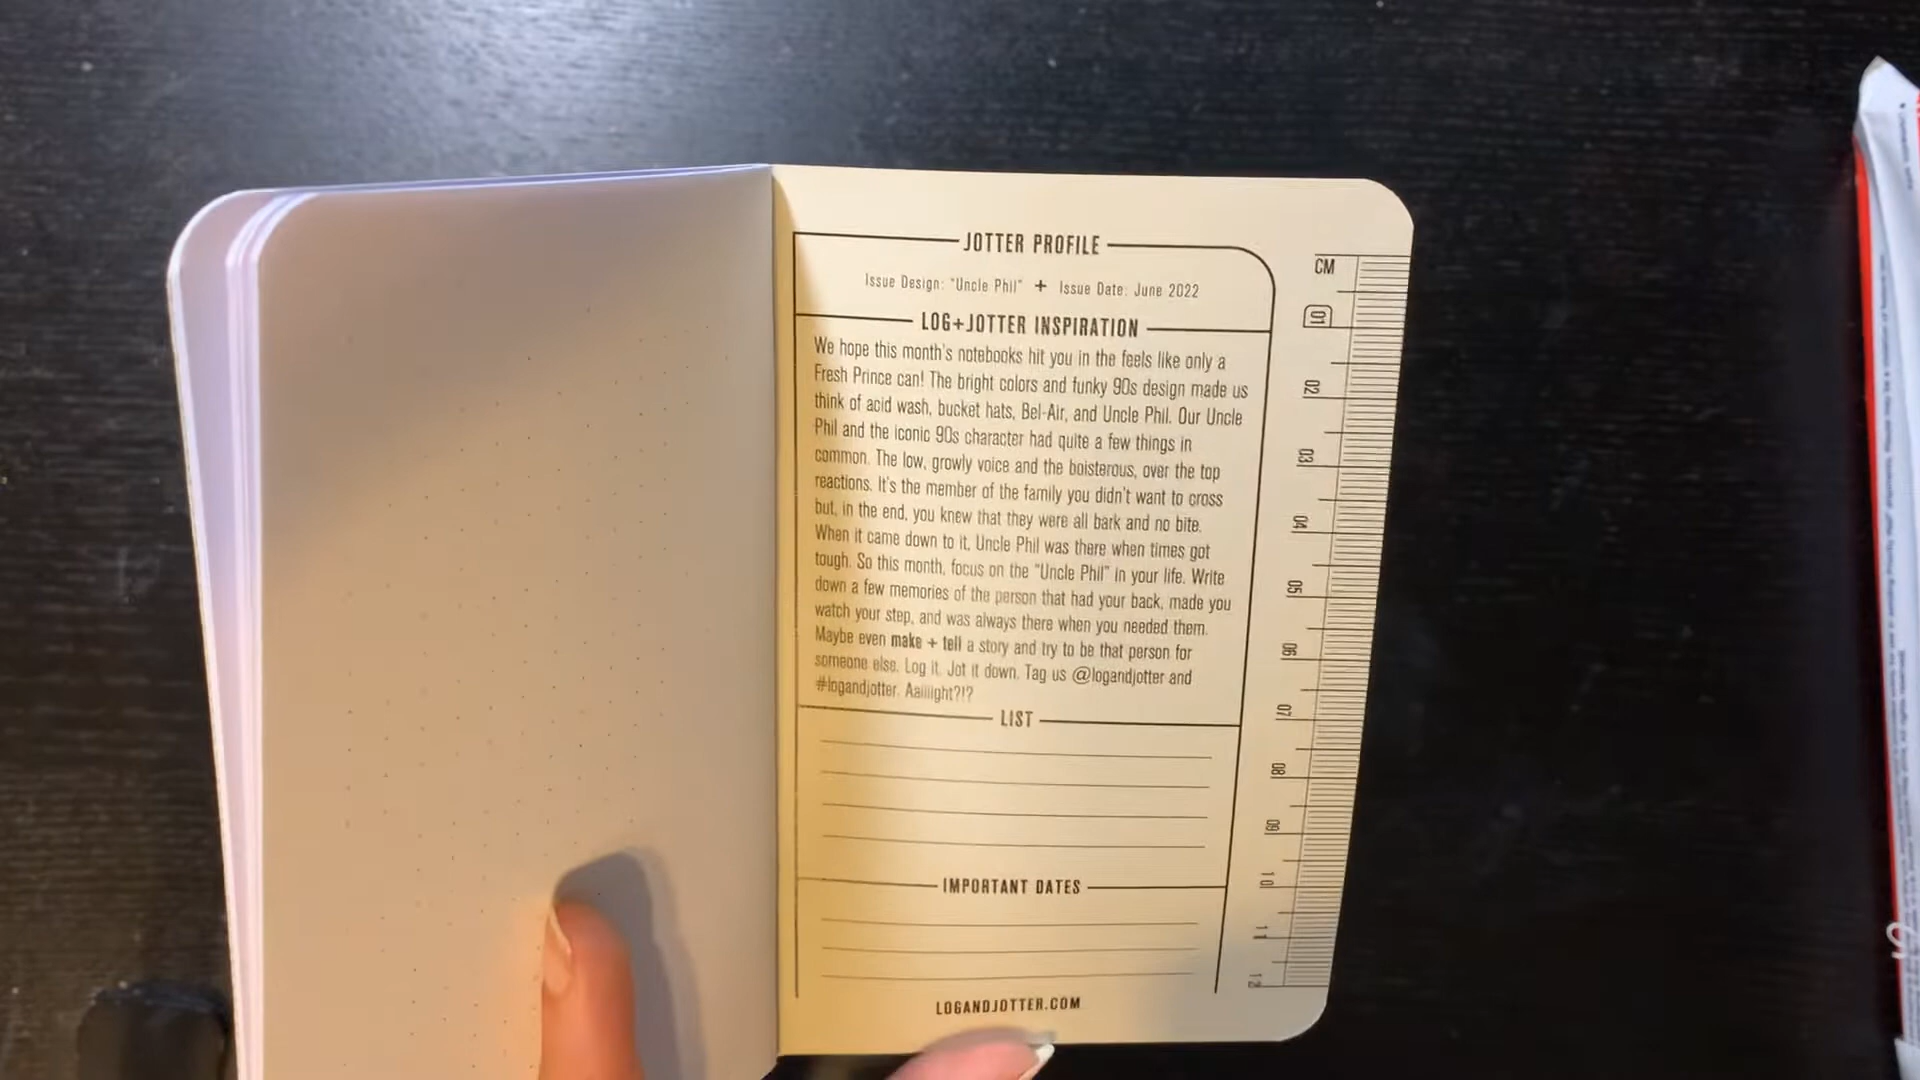 JOTTER PROFILE
Issue Design: "Uncle Phil" + Issue Date: June 2022
LOG+JOTTER INSPIRATION
We hope this month's notebooks hit you in the feels like only a
Fresh Prince can! The bright colors and funky 90s design made us
think of acid wash, bucket hats, Bel-Air, and Uncle Phil. Our Uncle
Phil and the iconic 90s character had quite a few things in
common. The low, growly voice and the boisterous, over the top
reactions. It's the member of the family you didn't want to cross
but, in the end, you knew that they were all bark and no bite.
When it came down to it, Uncle Phil was there when times got
tough. So this month, focus on the "Uncle Phil" in your life. Write
down a few memories of the person that had your back, made you
watch your step, and was always there when you needed them.
Maybe even make + tell a story and try to be that person for
someone else. Log it. Jot it down. Tag us @logandjotter and
#logandjotter. Aaiiiight?!?
LIST
IMPORTANT DATES
LOGANDJOTTER.COM
CM
01
02
03
04
05
06
07
08
09
10
11
12